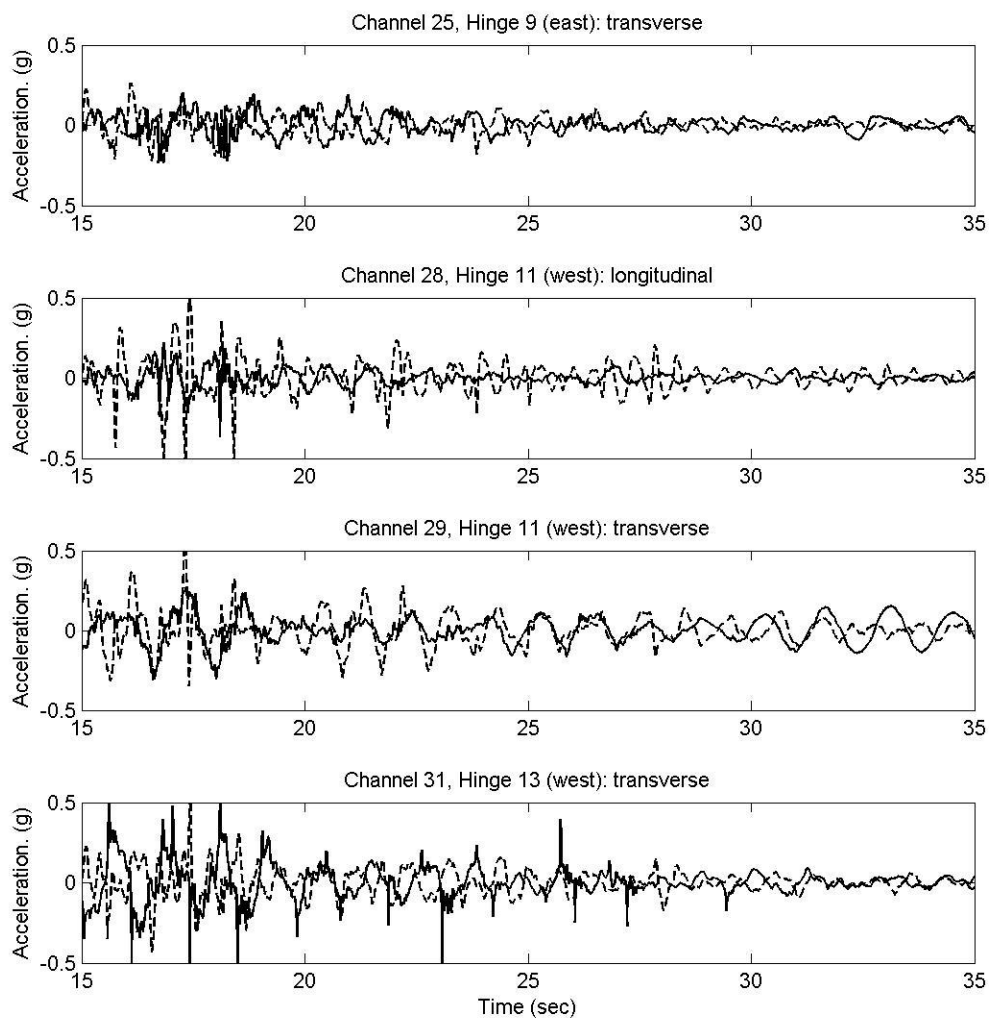 Channel 25, Hinge 9 (east): transverse
0.5
Acceleration. (g)
0
-0.5
15 20 25 30 35
Channel 28, Hinge 11 (west): longitudinal
0.5
Acceleration. (g)
0
-0.5
15 20 25 30 35
Channel 29, Hinge 11 (west): transverse
0.5
Acceleration. (g)
0
-0.5
15 20 25 30 35
Channel 31, Hinge 13 (west): transverse
0.5
Acceleration. (g)
0
-0.5
15 20 25 30 35
Time (sec)